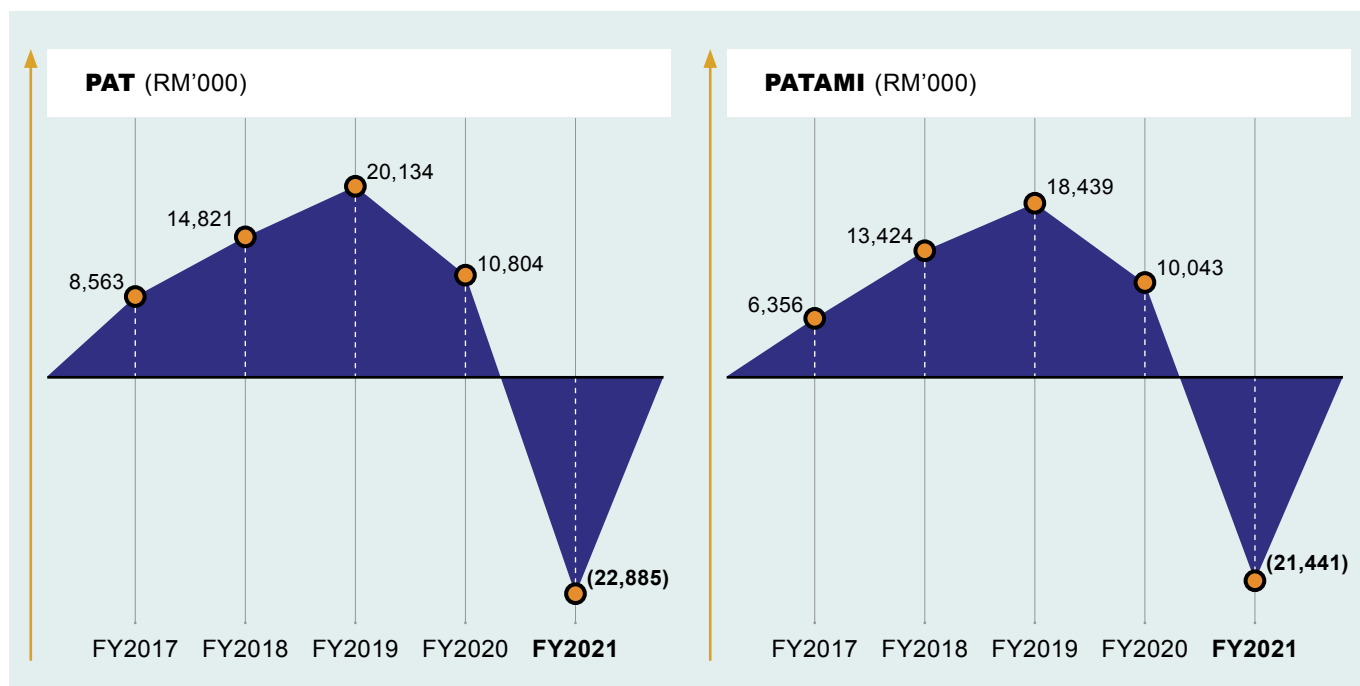 PAT (RM’000)
20,134
14,821
10,804
8,563
(22,885)
FY2017 FY2018 FY2019 FY2020 FY2021
PATAMI (RM’000)
18,439
13,424
10,043
6,356
(21,441)
FY2017 FY2018 FY2019 FY2020 FY2021